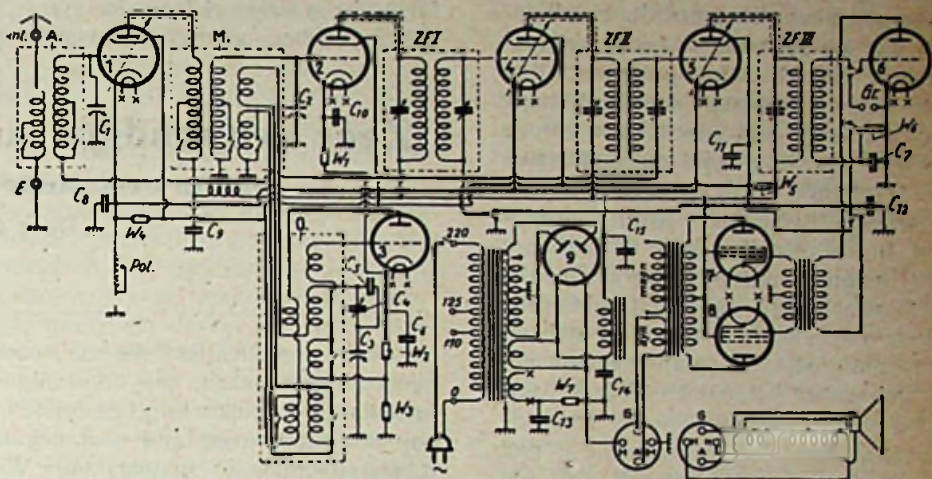 Ant.
A.
M.
ZF I
ZF II
ZF III
1
2
4
5
6
C1
C2
C10
W1
C11
W5
Gr.
W6
C7
E
C8
W4
C9
C12
Pol.
O.
3
C5
C4
C3
C6
W2
W3
220
125
110
0
~
9
C15
C14
W7
C13
7
8